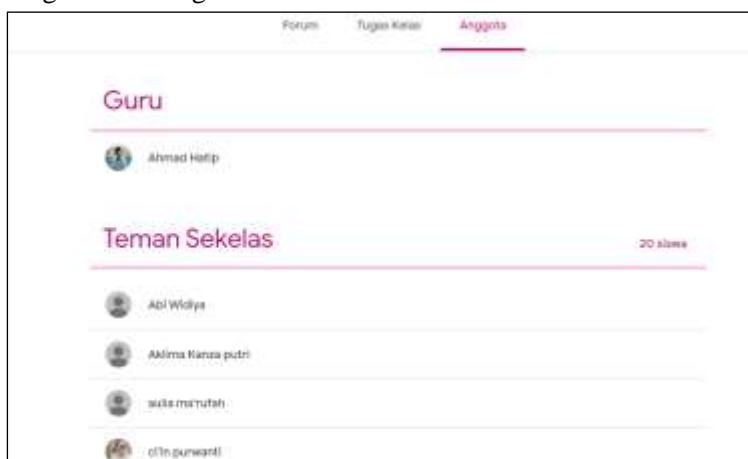 Forum Tugas Kelas Anggota
Guru
Ahmad Hatip
Teman Sekelas 20 siswa
Abi Widiya
Aklima Kanza putri
aulia ma'rufah
ci'in purwanti